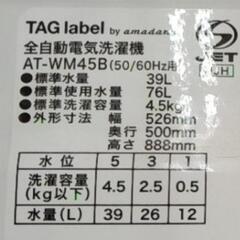 TAG label by amadana
全自動電気洗濯機
AT-WM45B(50/60Hz用
●標準水量 39L
●標準使用水量 76L
●標準洗濯容量 4.5kg
●外形寸法 幅 526mm
奥行 500mm
高さ 888mm
水位 5 3 1
洗濯容量(kg以下) 4.5 2.5 0.5
水量(L) 39 26 12
S
JET